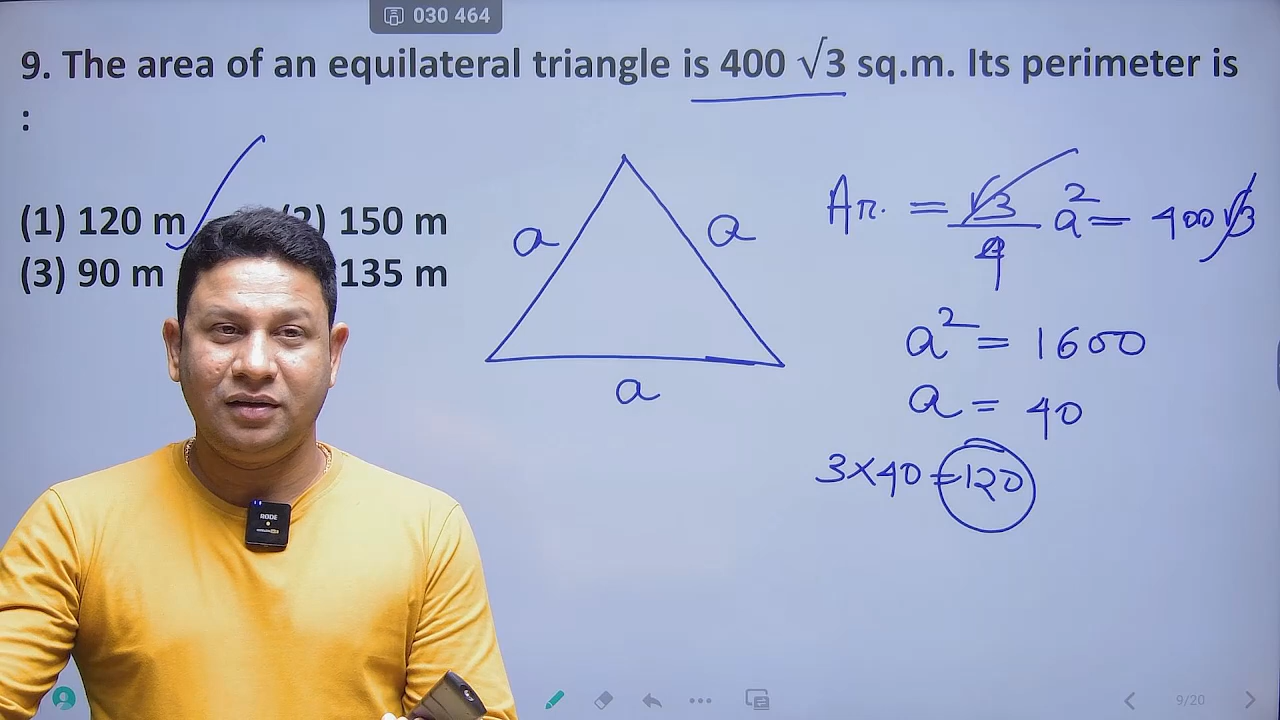 030 464
9. The area of an equilateral triangle is 400 √3 sq.m. Its perimeter is
:
(1) 120 m (2) 150 m
(3) 90 m 135 m
a a
a
Ar. = √3/4 a² = 400√3
a² = 1600
a = 40
3×40 = 120
RODE
9/20